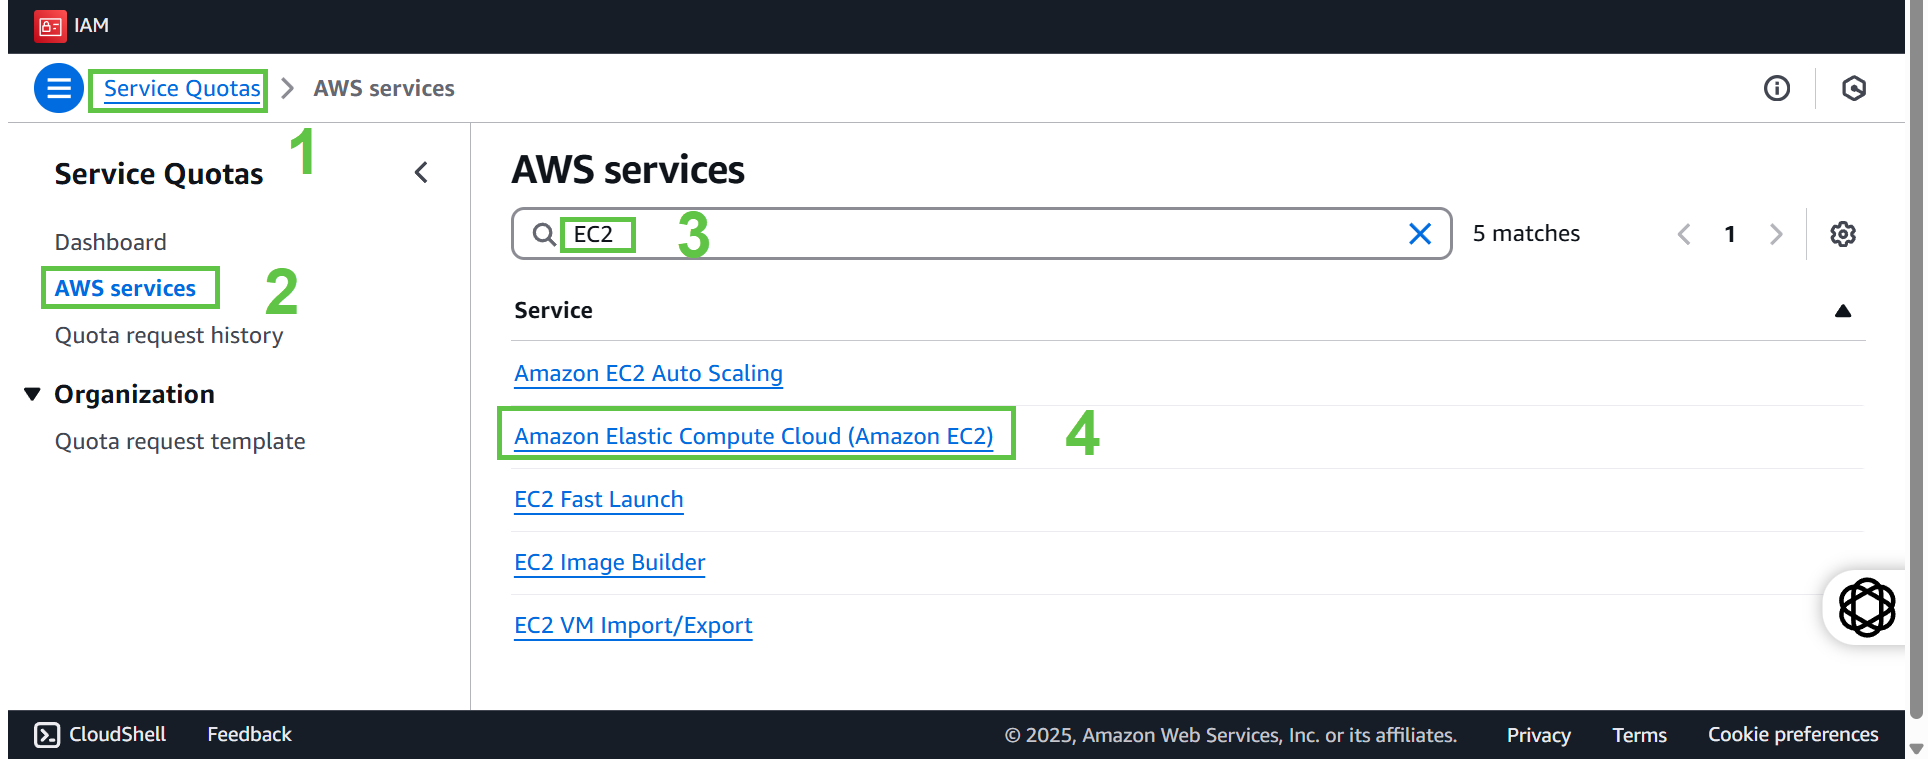 IAM
Service Quotas > AWS services
1
Service Quotas
Dashboard
AWS services 2
Quota request history
Organization
Quota request template
AWS services
EC2 3
5 matches
1
Service
Amazon EC2 Auto Scaling
Amazon Elastic Compute Cloud (Amazon EC2) 4
EC2 Fast Launch
EC2 Image Builder
EC2 VM Import/Export
CloudShell Feedback © 2025, Amazon Web Services, Inc. or its affiliates. Privacy Terms Cookie preferences